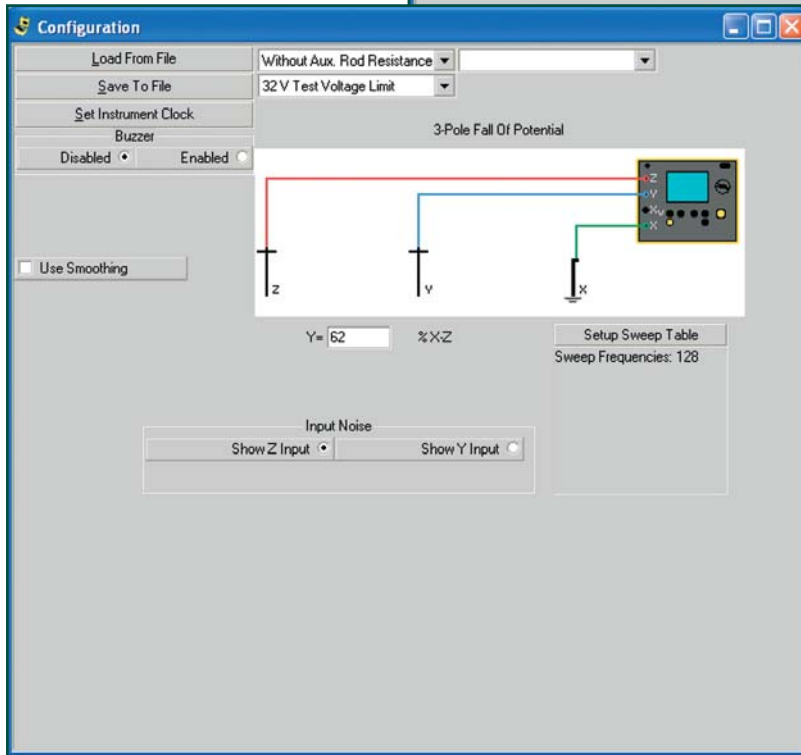 Configuration
Load From File
Without Aux. Rod Resistance
Save To File
32 V Test Voltage Limit
Set Instrument Clock
Buzzer
3-Pole Fall Of Potential
Disabled
Enabled
Z
Y
Xv
X
Use Smoothing
Z
Y
X
Y= 62 %X-Z
Setup Sweep Table
Sweep Frequencies: 128
Input Noise
Show Z Input
Show Y Input